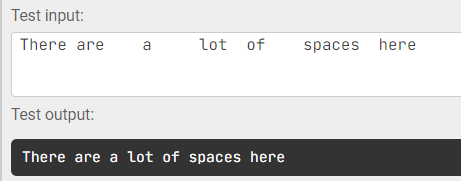 Test input:
There are    a     lot  of    spaces  here
Test output:
There are a lot of spaces here